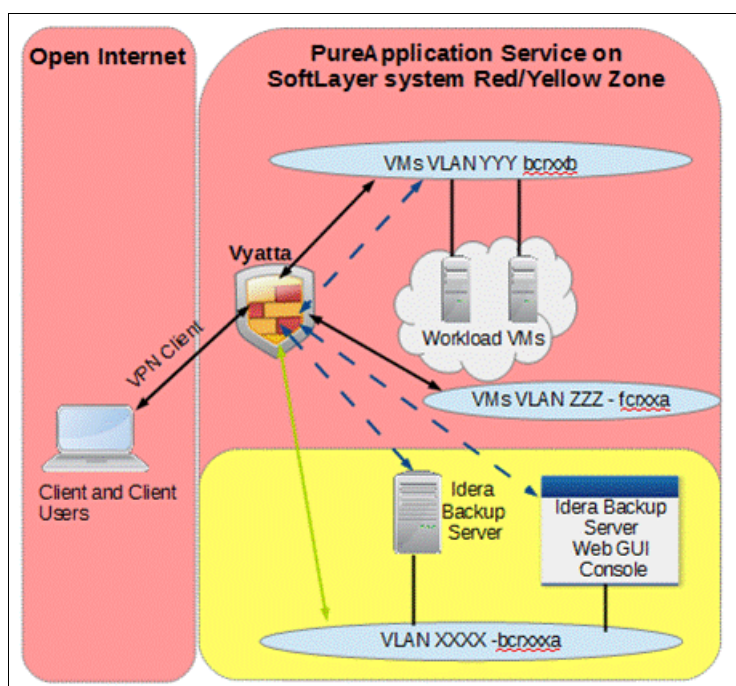 Open Internet
PureApplication Service on
SoftLayer system Red/Yellow Zone
VMs VLAN YYY bcrxxb
Vyatta
Workload VMs
VPN Client
VMs VLAN ZZZ - fcrxxa
Client and Client
Users
Idera
Backup
Server
Idera Backup
Server
Web GUI
Console
VLAN XXXX -bcrxxxa